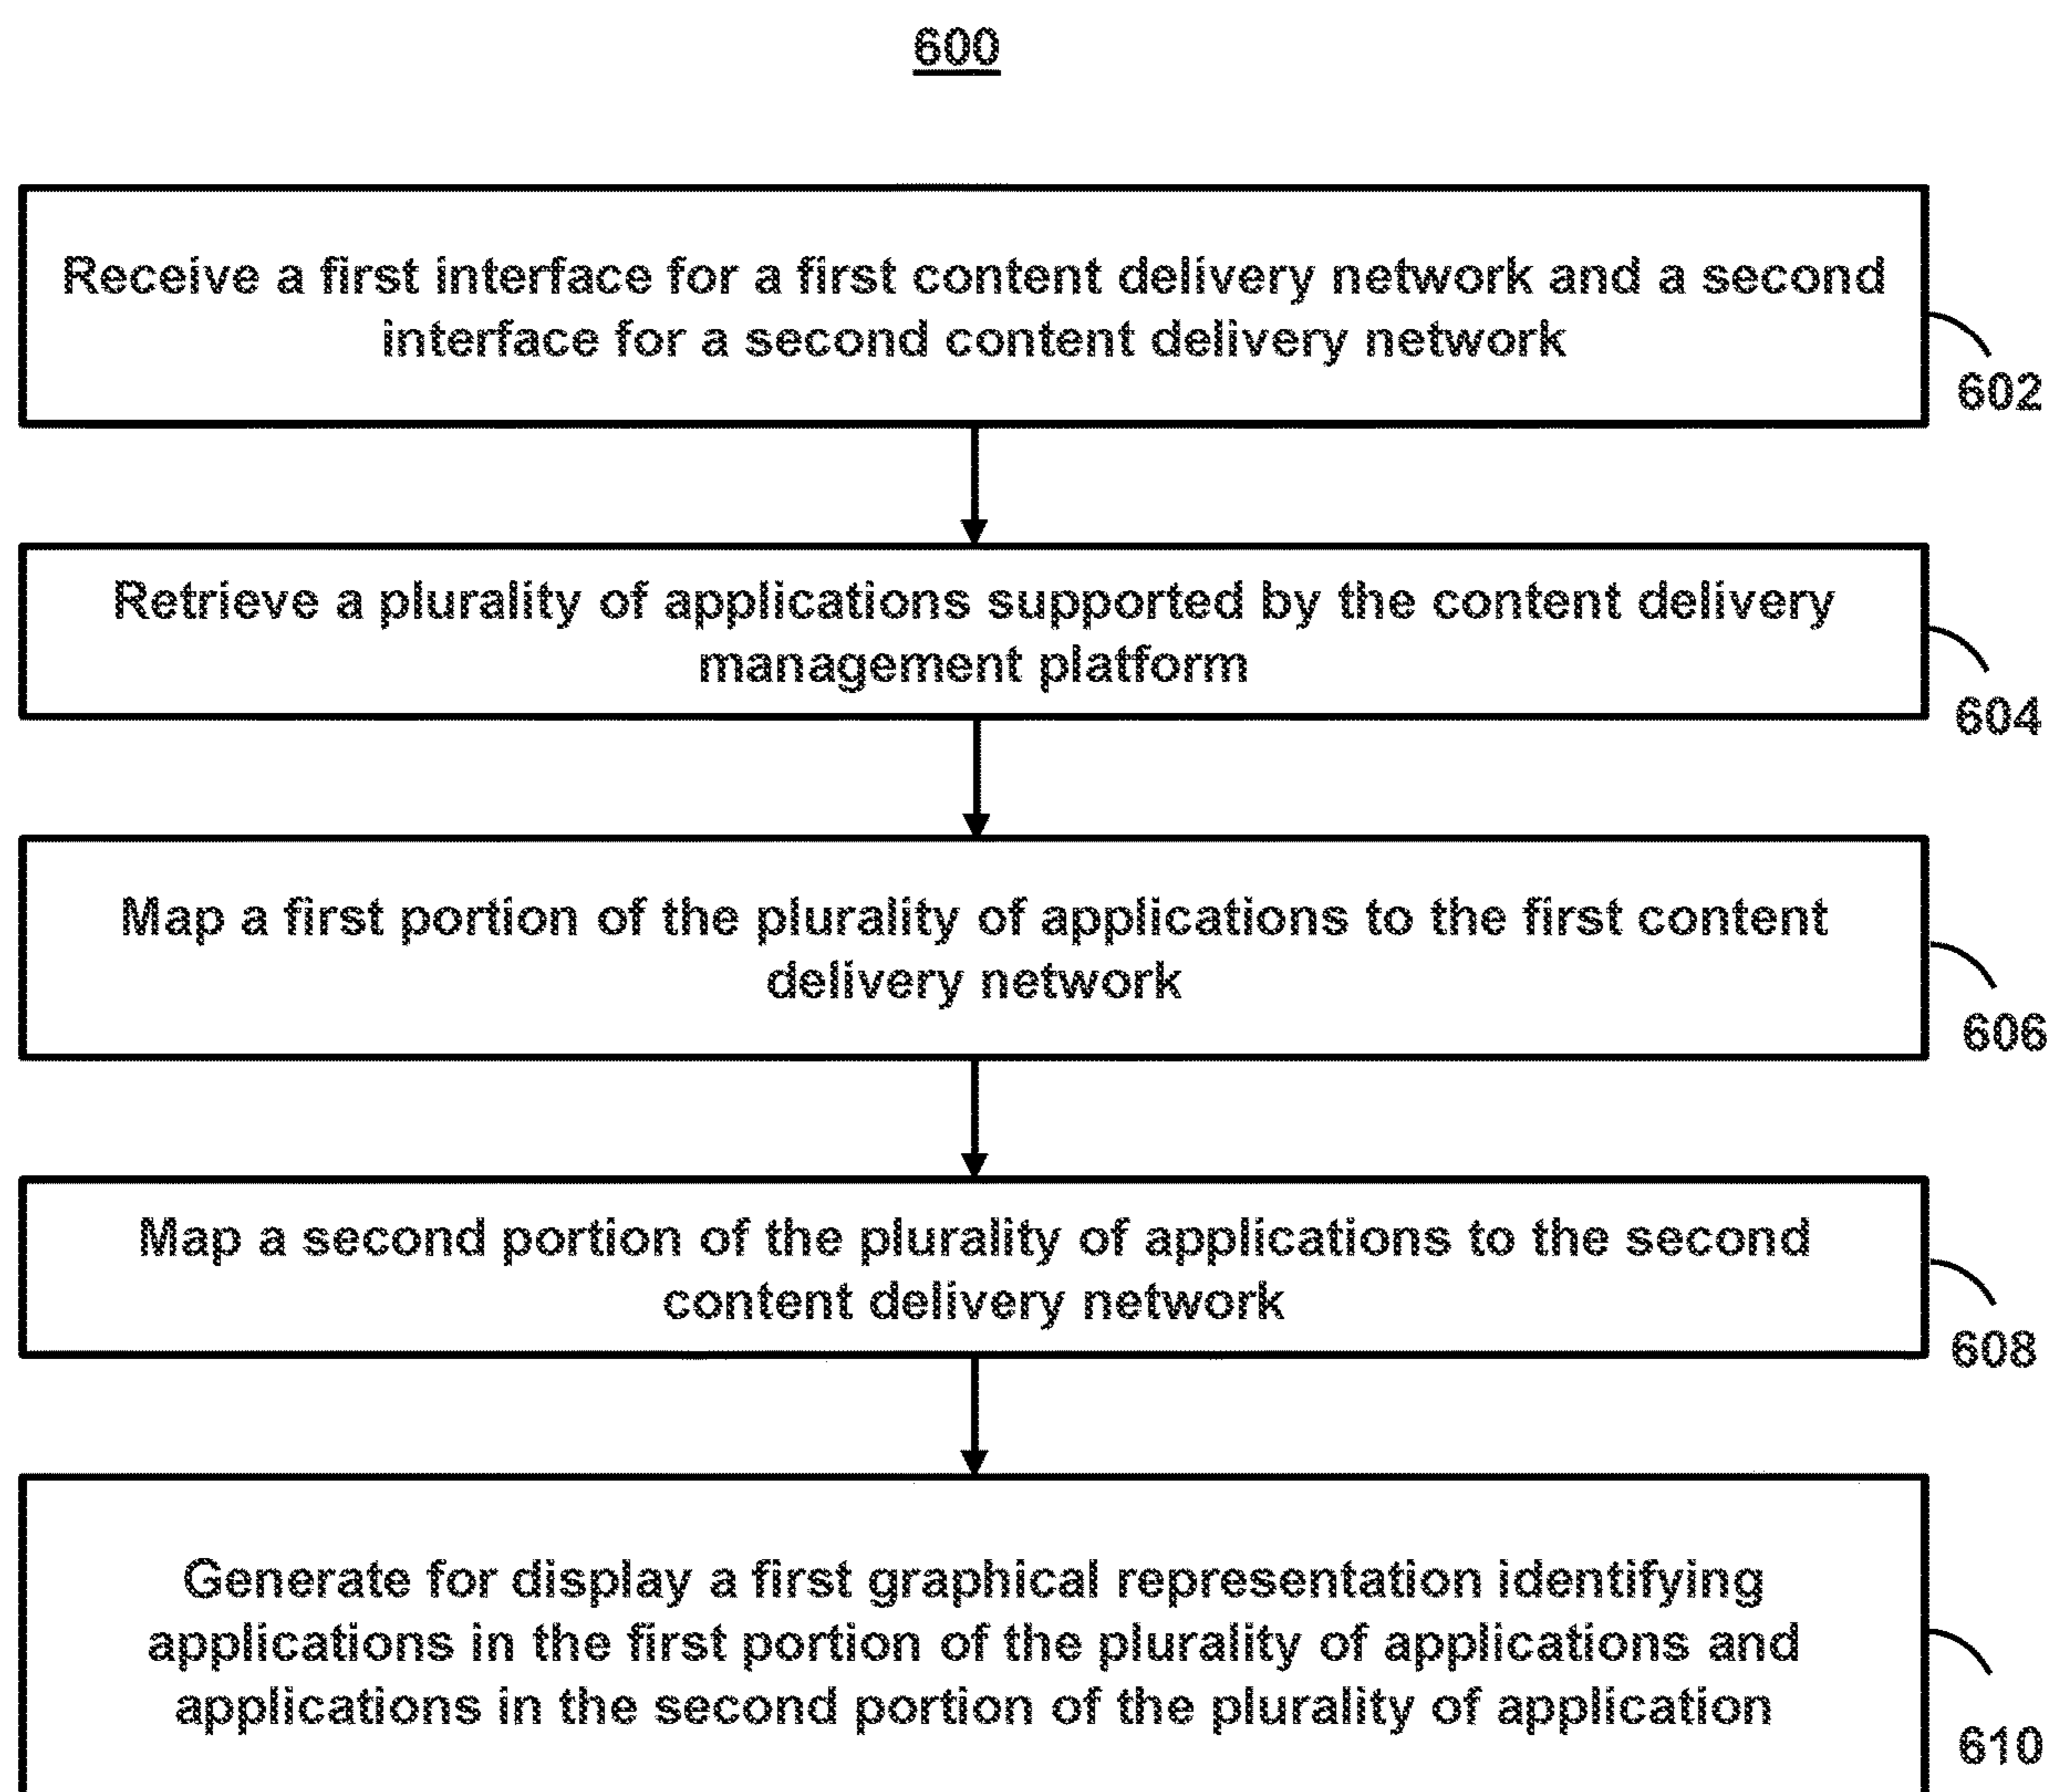 600
Receive a first interface for a first content delivery network and a second
interface for a second content delivery network
602
Retrieve a plurality of applications supported by the content delivery
management platform
604
Map a first portion of the plurality of applications to the first content
delivery network
606
Map a second portion of the plurality of applications to the second
content delivery network
608
Generate for display a first graphical representation identifying
applications in the first portion of the plurality of applications and
applications in the second portion of the plurality of application
610